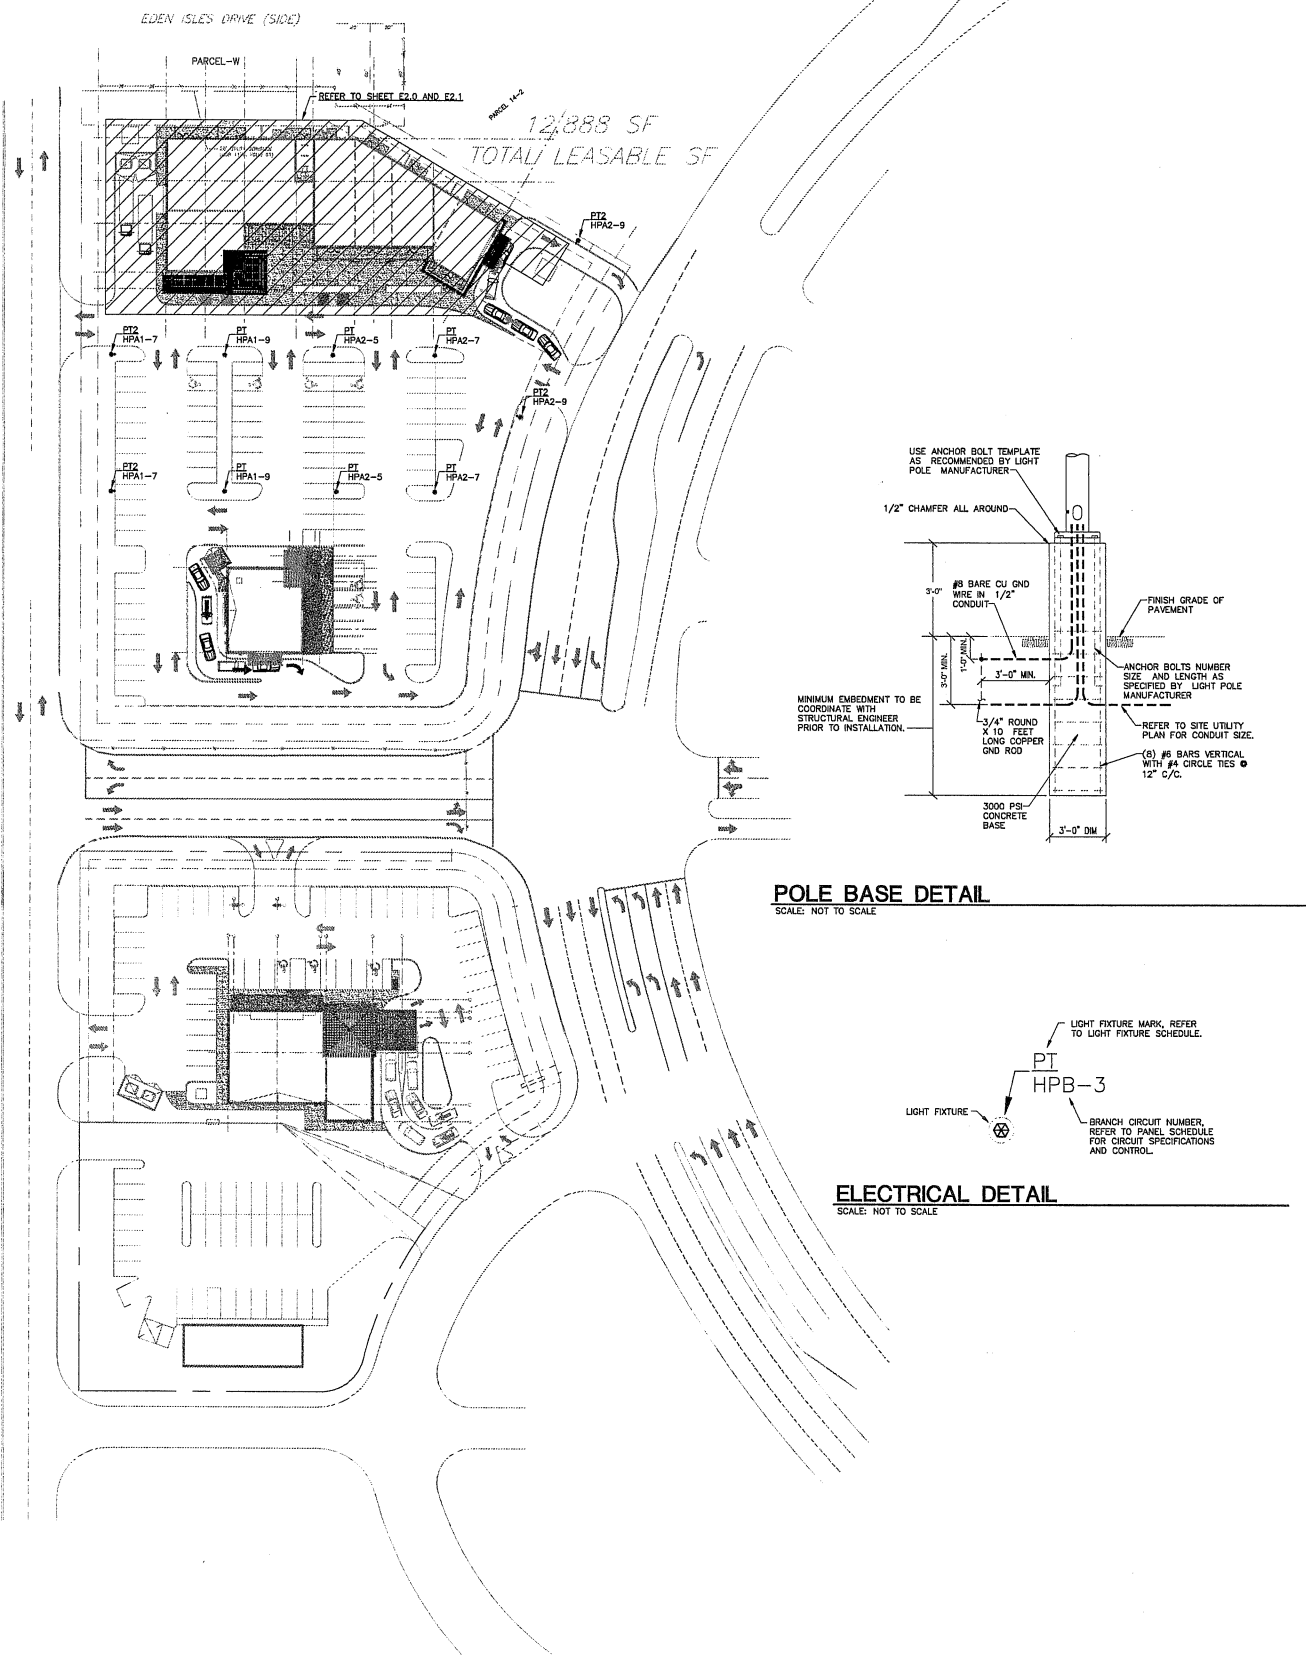 EDEN ISLES DRIVE (SIDE)
PARCEL-W
REFER TO SHEET E2.0 AND E2.1
PARCEL 14-2
12,888 SF
TOTAL LEASABLE SF
PT2
HPA2-9
PT2
HPA1-7
PT
HPA1-9
PT
HPA2-5
PT
HPA2-7
PT2
HPA2-9
PT2
HPA1-7
PT
HPA1-9
PT
HPA2-5
PT
HPA2-7
USE ANCHOR BOLT TEMPLATE
AS RECOMMENDED BY LIGHT
POLE MANUFACTURER
1/2" CHAMFER ALL AROUND
3'-0"
#8 BARE CU GND
WIRE IN 1/2"
CONDUIT
FINISH GRADE OF
PAVEMENT
3'-0" MIN.
1'-0" MIN.
3'-0" MIN.
ANCHOR BOLTS NUMBER
SIZE AND LENGTH AS
SPECIFIED BY LIGHT POLE
MANUFACTURER
MINIMUM EMBEDMENT TO BE
COORDINATE WITH
STRUCTURAL ENGINEER
PRIOR TO INSTALLATION.
3/4" ROUND
X 10 FEET
LONG COPPER
GND ROD
REFER TO SITE UTILITY
PLAN FOR CONDUIT SIZE.
(8) #6 BARS VERTICAL
WITH #4 CIRCLE TIES @
12" C/C.
3000 PSI
CONCRETE
BASE
3'-0" DIM
POLE BASE DETAIL
SCALE: NOT TO SCALE
LIGHT FIXTURE MARK, REFER
TO LIGHT FIXTURE SCHEDULE.
PT
HPB-3
LIGHT FIXTURE
BRANCH CIRCUIT NUMBER,
REFER TO PANEL SCHEDULE
FOR CIRCUIT SPECIFICATIONS
AND CONTROL.
ELECTRICAL DETAIL
SCALE: NOT TO SCALE